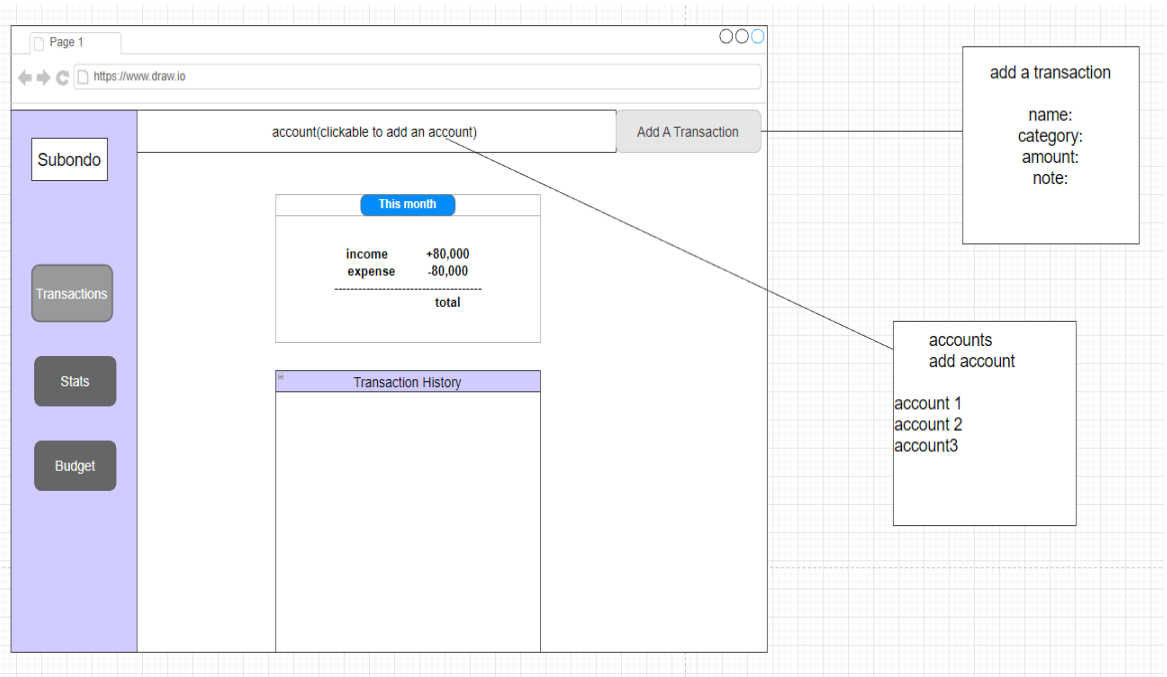 Page 1
https://www.draw.io
Subondo
account(clickable to add an account)
Add A Transaction
This month
income +80,000
expense -80,000
------------------------------------
total
Transactions
Stats
Budget
Transaction History
add a transaction
name:
category:
amount:
note:
accounts
add account
account 1
account 2
account3